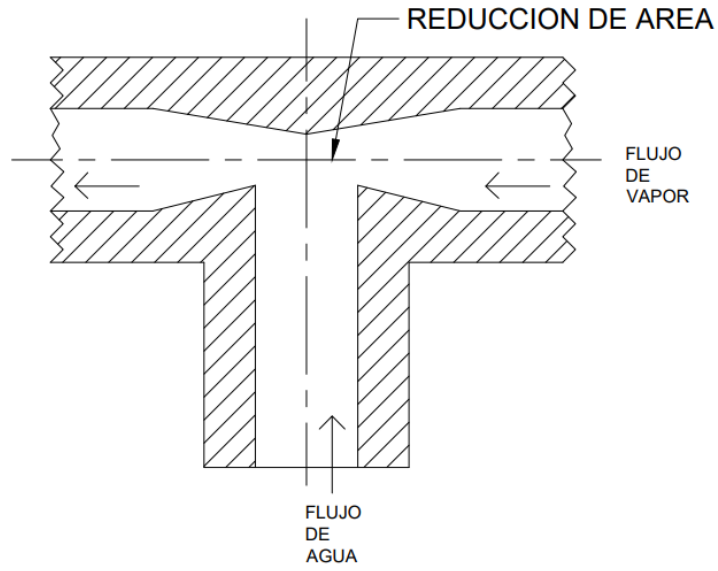 REDUCCION DE AREA
FLUJO
DE
VAPOR
FLUJO
DE
AGUA